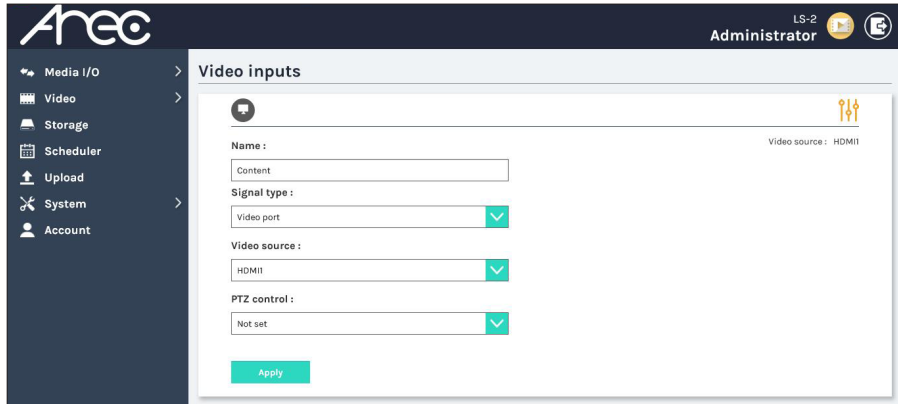 Arec
LS-2
Administrator
Media I/O
Video
Storage
Scheduler
Upload
System
Account
Video inputs
Video source : HDMI1
Name :
Content
Signal type :
Video port
Video source :
HDMI1
PTZ control :
Not set
Apply